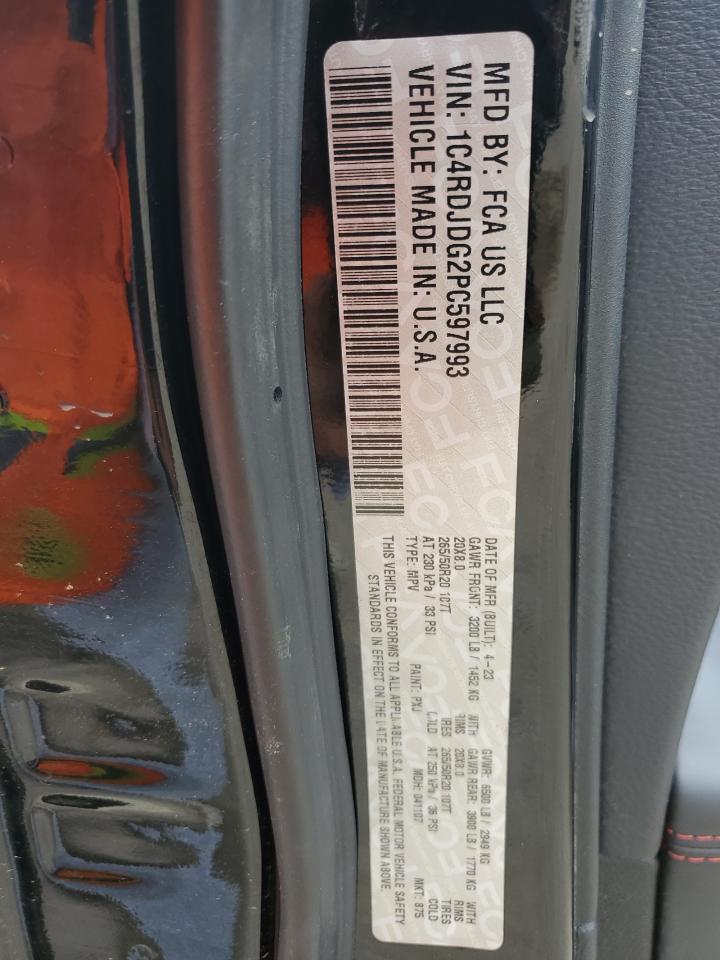 MFD BY: FCA US LLC
VIN: 1C4RDJDG2PC597993
VEHICLE MADE IN: U.S.A.
DATE OF MFR (BUILT): 4-23 GVWR: 6500 LB / 2949 KG
GAWR FRONT: 3200 LB / 1452 KG WITH GAWR REAR: 3900 LB / 1770 KG WITH
20X8.0 RIMS 20X8.0 RIMS
265/50R20 107T TIRES 265/50R20 107T TIRES
AT 230 kPa / 33 PSI COLD AT 250 kPa / 36 PSI COLD
TYPE: MPV PAINT: PXJ MDH: 041107 MKT: 875
THIS VEHICLE CONFORMS TO ALL APPLICABLE U.S.A. FEDERAL MOTOR VEHICLE SAFETY
STANDARDS IN EFFECT ON THE DATE OF MANUFACTURE SHOWN ABOVE.